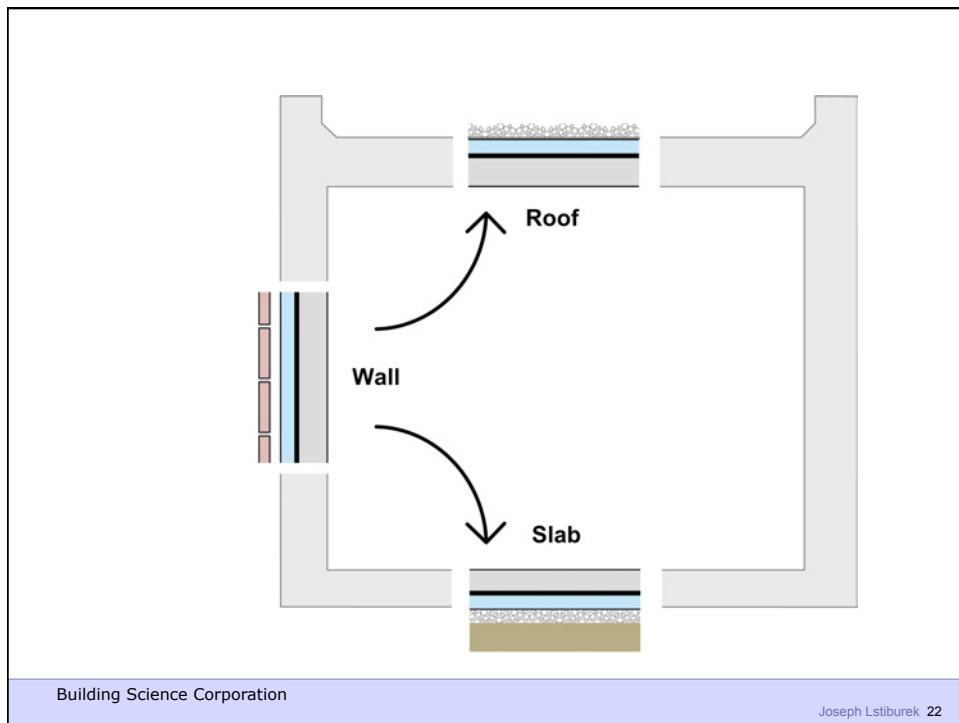 Roof
Wall
Slab
Building Science Corporation
Joseph Lstiburek 22